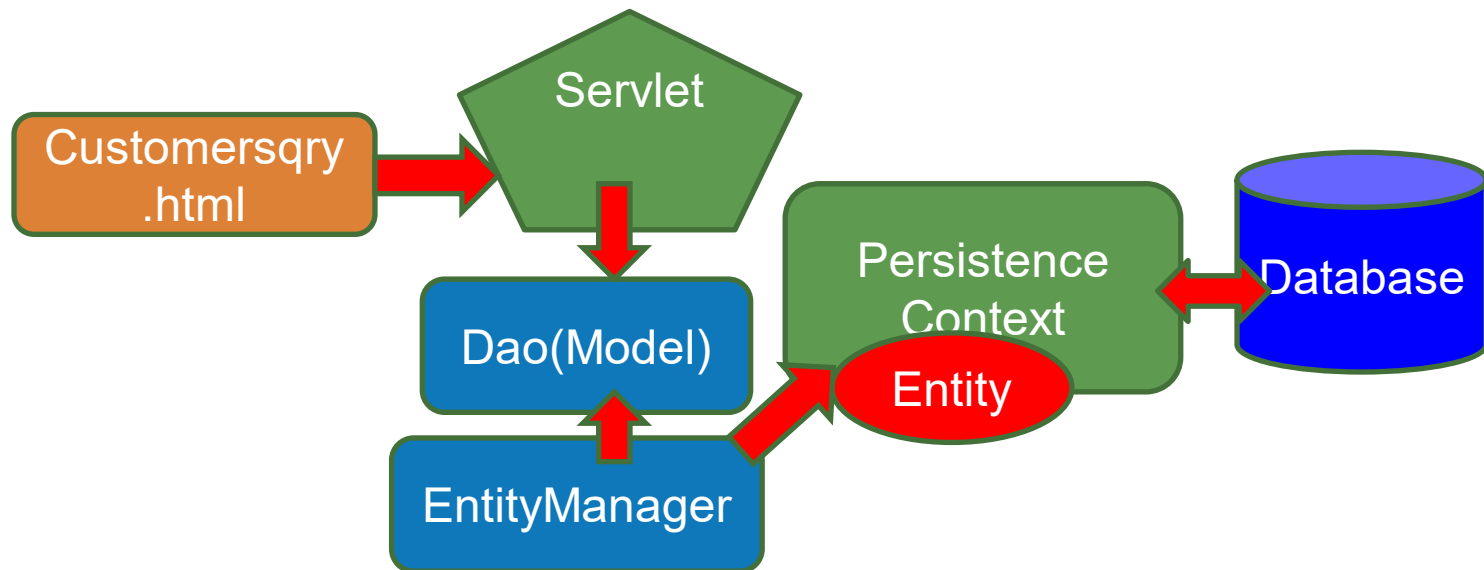 Servlet
Customersqry
.html
Persistence
Context
Database
Dao(Model)
Entity
EntityManager